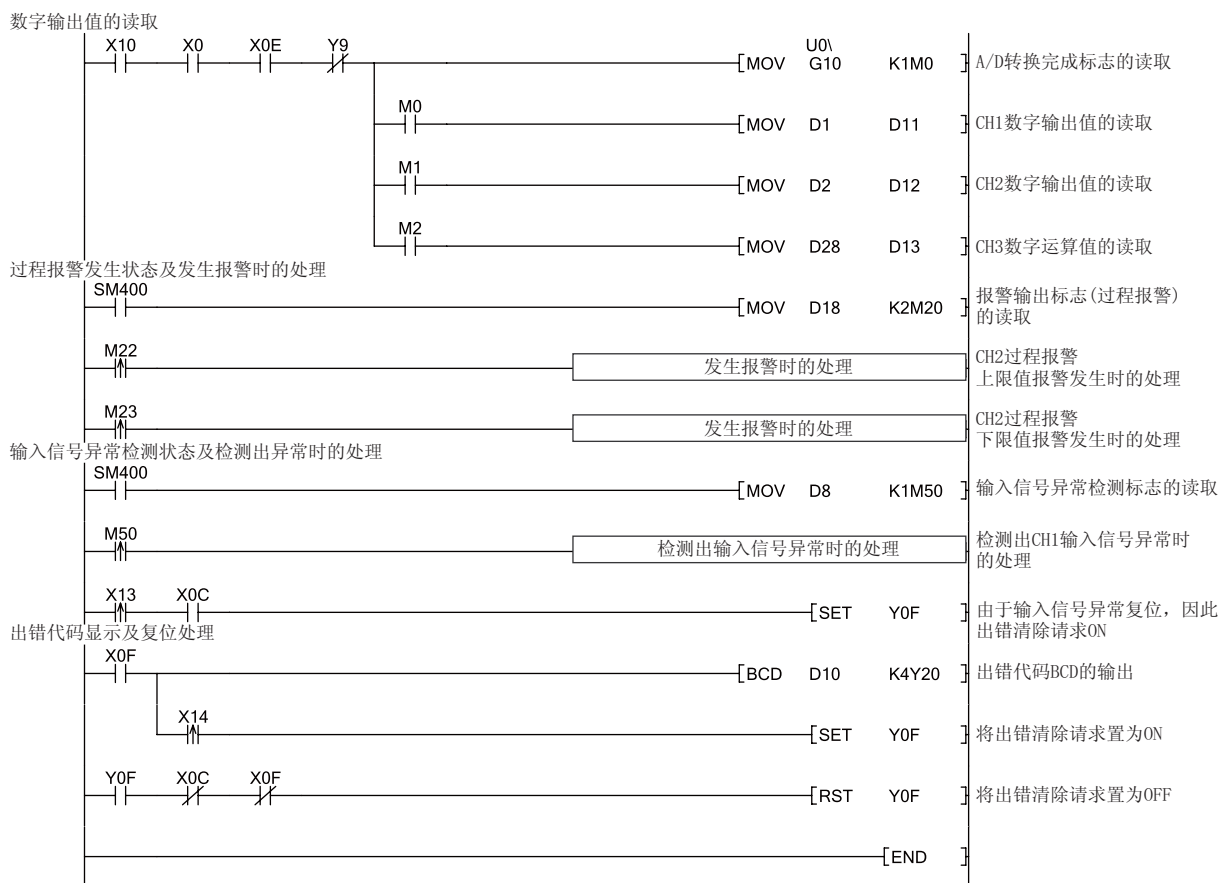 数字输出值的读取
X10 X0 X0E Y9 U0\
[MOV G10 K1M0 ] A/D转换完成标志的读取
M0
[MOV D1 D11 ] CH1数字输出值的读取
M1
[MOV D2 D12 ] CH2数字输出值的读取
M2
[MOV D28 D13 ] CH3数字运算值的读取
过程报警发生状态及发生报警时的处理
SM400
[MOV D18 K2M20 ] 报警输出标志(过程报警)
的读取
M22
发生报警时的处理 CH2过程报警
上限值报警发生时的处理
M23
发生报警时的处理 CH2过程报警
下限值报警发生时的处理
输入信号异常检测状态及检测出异常时的处理
SM400
[MOV D8 K1M50 ] 输入信号异常检测标志的读取
M50
检测出输入信号异常时的处理 检测出CH1输入信号异常时
的处理
X13 X0C
[SET Y0F ] 由于输入信号异常复位，因此
出错清除请求ON
出错代码显示及复位处理
X0F
[BCD D10 K4Y20 ] 出错代码BCD的输出
X14
[SET Y0F ] 将出错清除请求置为ON
Y0F X0C X0F
[RST Y0F ] 将出错清除请求置为OFF
[END ]